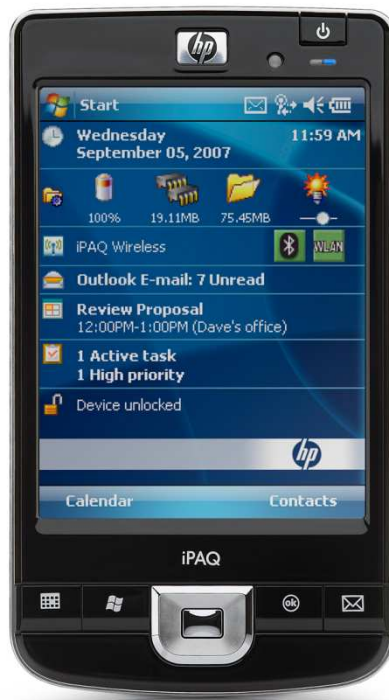 hp
Start
Wednesday 11:59 AM
September 05, 2007
100% 19.11MB 75.45MB
iPAQ Wireless WLAN
Outlook E-mail: 7 Unread
Review Proposal
12:00PM-1:00PM (Dave's office)
1 Active task
1 High priority
Device unlocked
hp
Calendar Contacts
iPAQ
ok